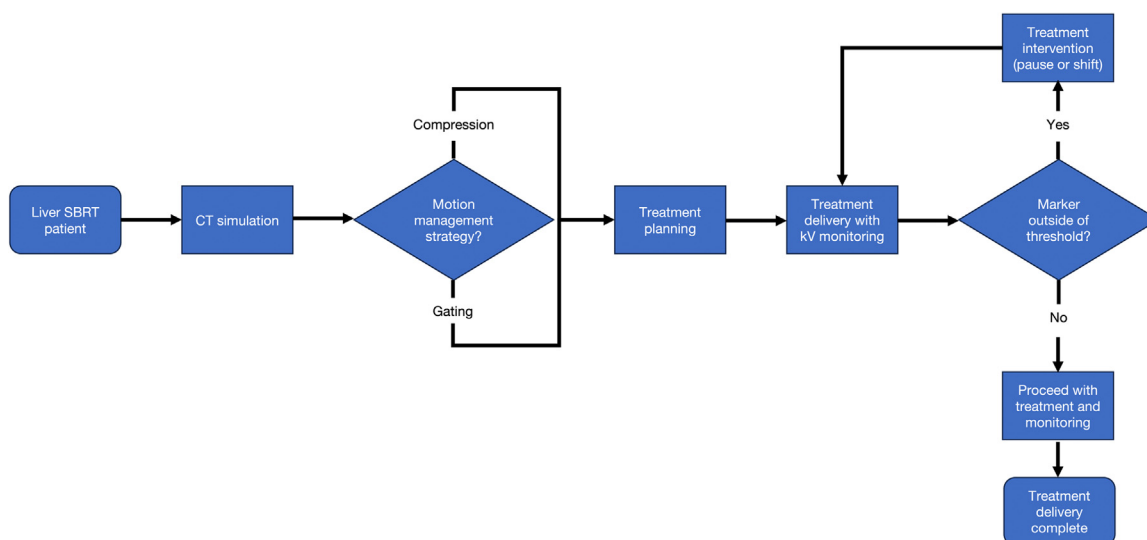 Liver SBRT
patient
CT simulation
Compression
Motion
management
strategy?
Gating
Treatment
planning
Treatment
delivery with
kV monitoring
Treatment
intervention
(pause or shift)
Yes
Marker
outside of
threshold?
No
Proceed with
treatment and
monitoring
Treatment
delivery
complete